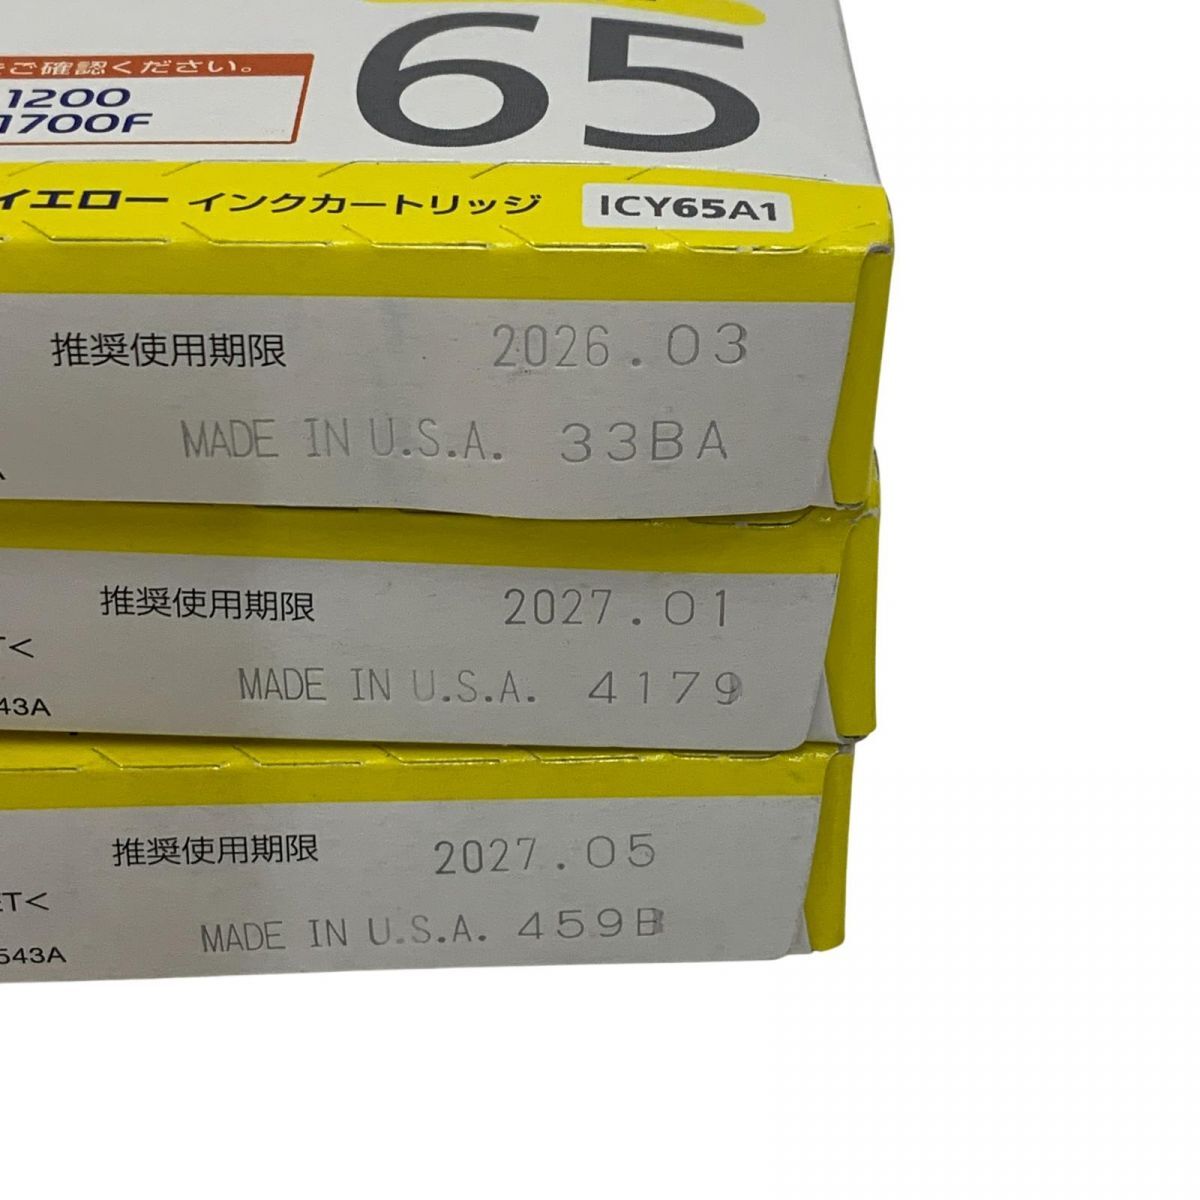 65
をご確認ください。
1200
1700F
イエロー インクカートリッジ ICY65A1
推奨使用期限 2026.03
MADE IN U.S.A. 33BA
推奨使用期限 2027.01
T<
MADE IN U.S.A. 4179
43A
推奨使用期限 2027.05
ET<
MADE IN U.S.A. 459B
543A